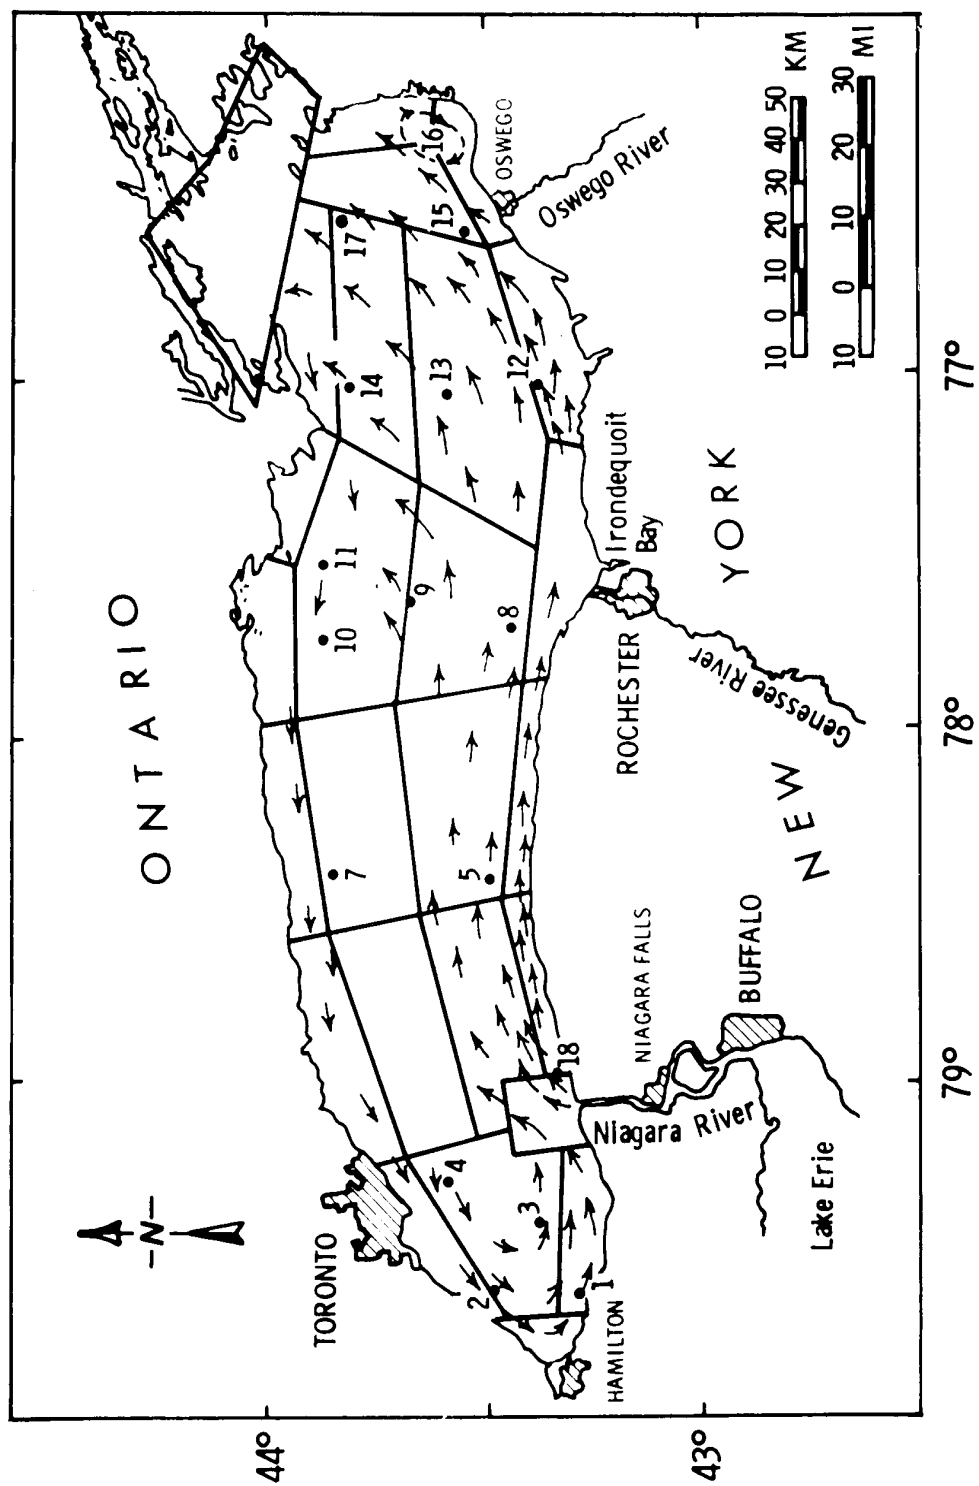 ONTARIO
-N-
TORONTO
HAMILTON
1
2
3
4
5
7
8
9
10
11
12
13
14
15
16
17
18
OSWEGO
Oswego River
Irondequoit
Bay
ROCHESTER
Genessee River
NEW YORK
NIAGARA FALLS
BUFFALO
Niagara River
Lake Erie
10 0 10 20 30 40 50 KM
10 0 10 20 30 MI
44°
43°
79°
78°
77°